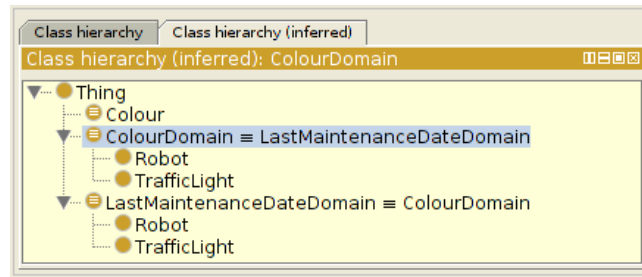 Class hierarchy Class hierarchy (inferred)
Class hierarchy (inferred): ColourDomain
Thing
Colour
ColourDomain ≡ LastMaintenanceDateDomain
Robot
TrafficLight
LastMaintenanceDateDomain ≡ ColourDomain
Robot
TrafficLight